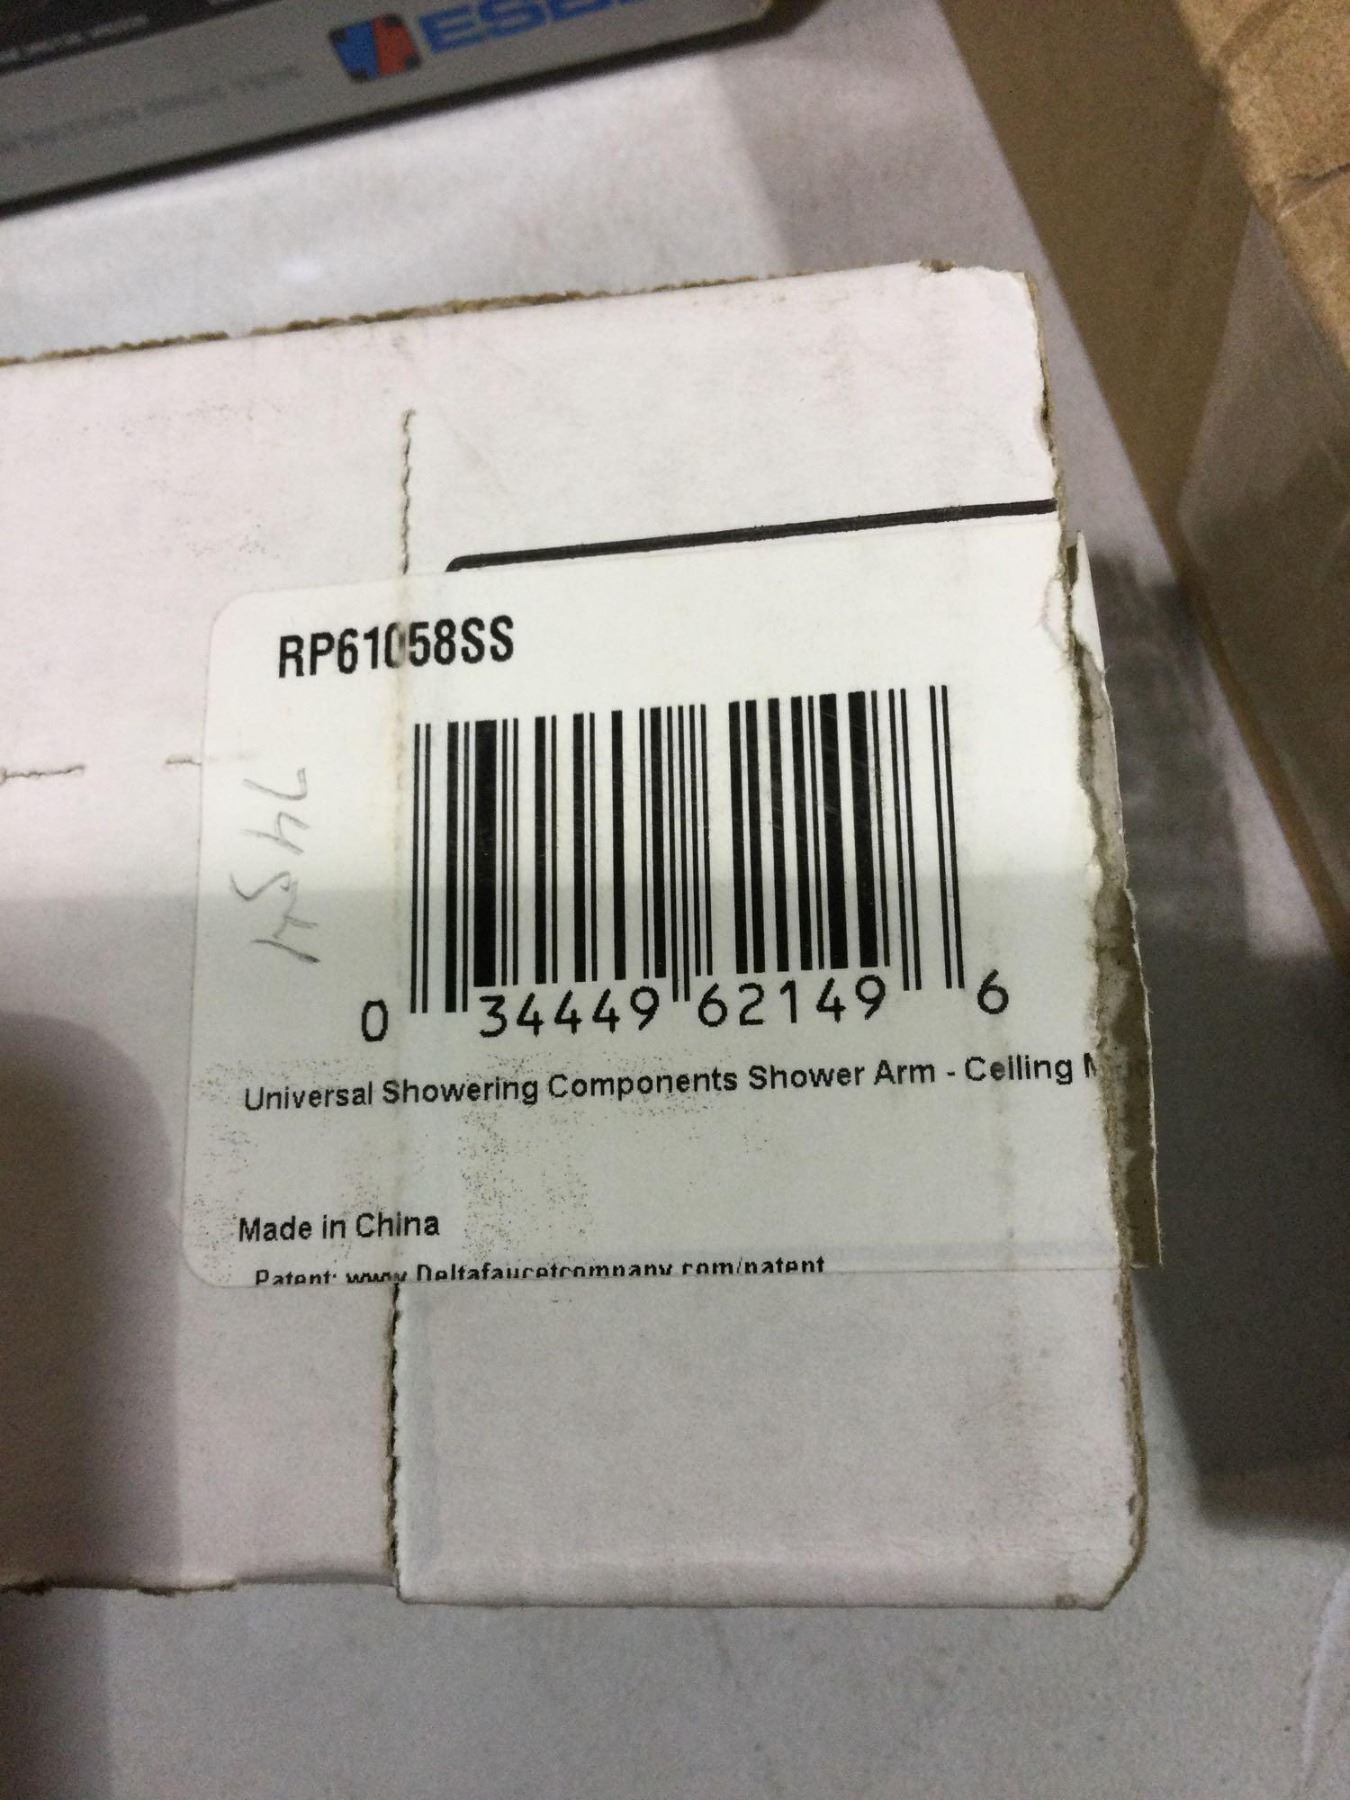 RP61058SS
0 34449 62149 6
Universal Showering Components Shower Arm - Ceiling
Made in China
Patent: www.Deltafaucetcompany.com/patent